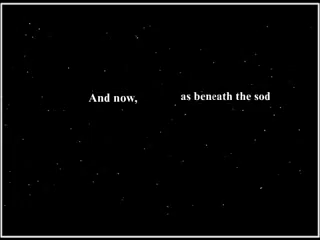 And now, as beneath the sod